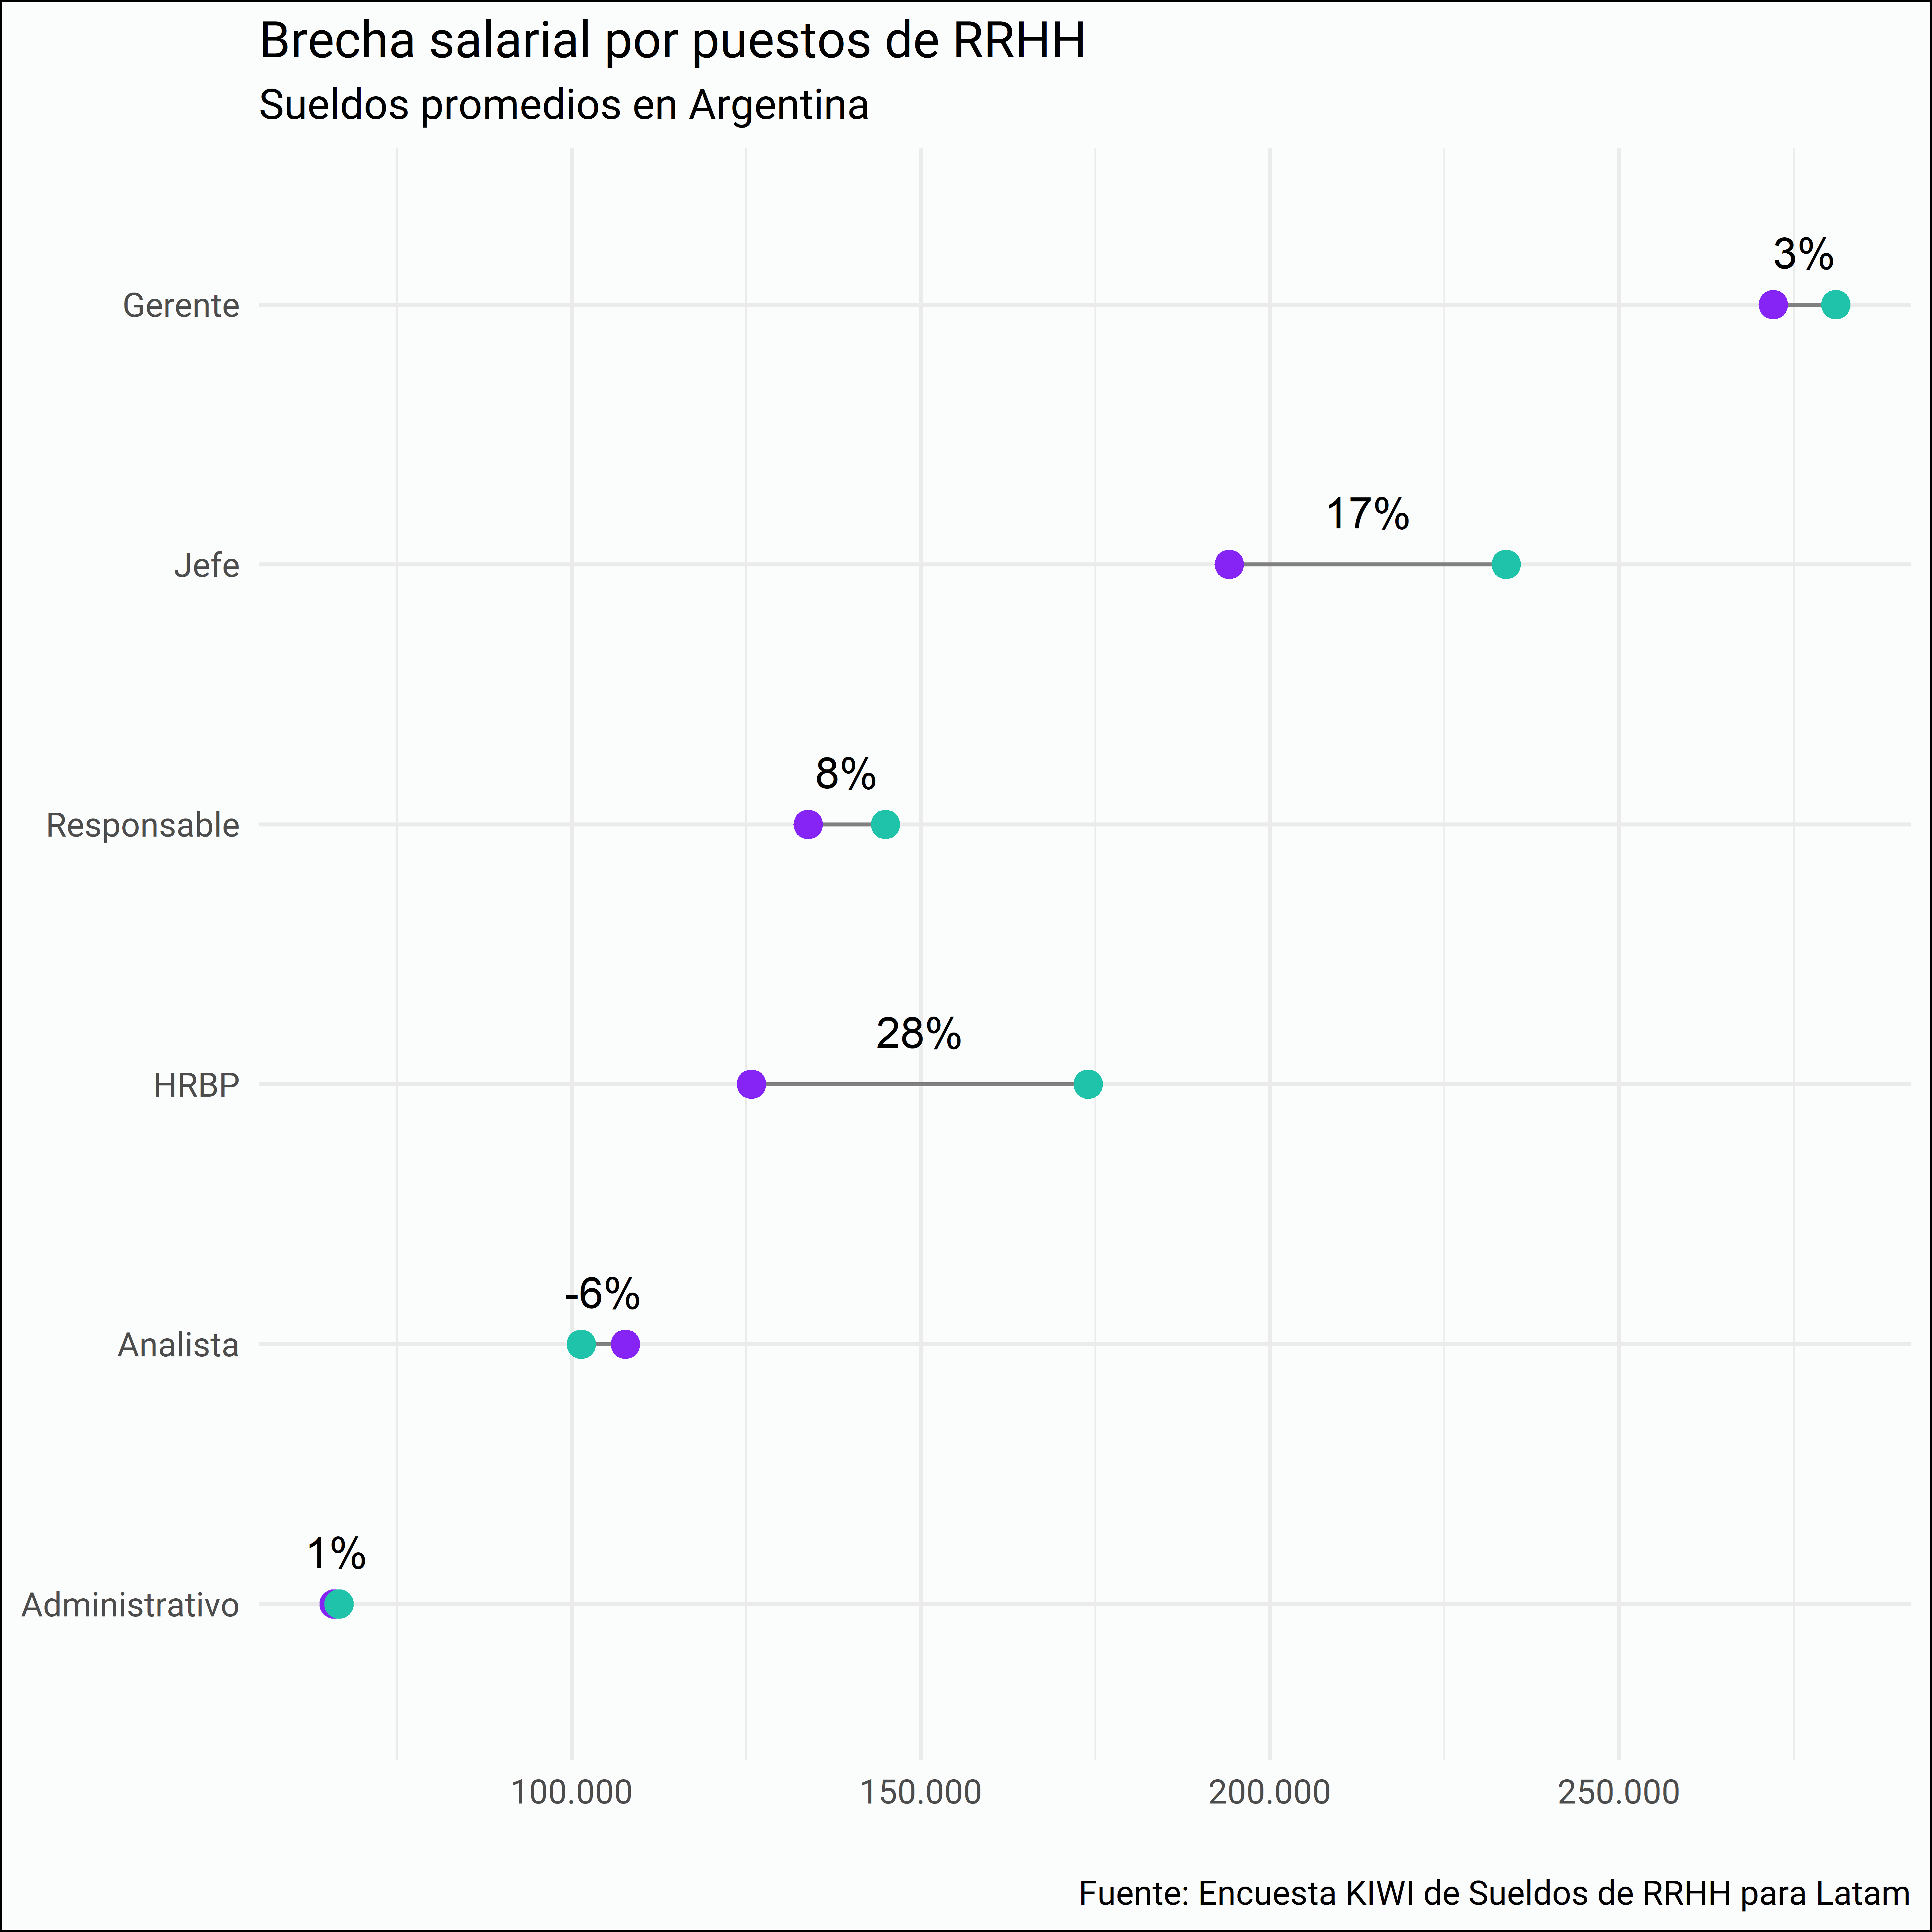 Brecha salarial por puestos de RRHH
Sueldos promedios en Argentina
3%
Gerente
17%
Jefe
8%
Responsable
28%
HRBP
-6%
Analista
1%
Administrativo
100.000 150.000 200.000 250.000
Fuente: Encuesta KIWI de Sueldos de RRHH para Latam